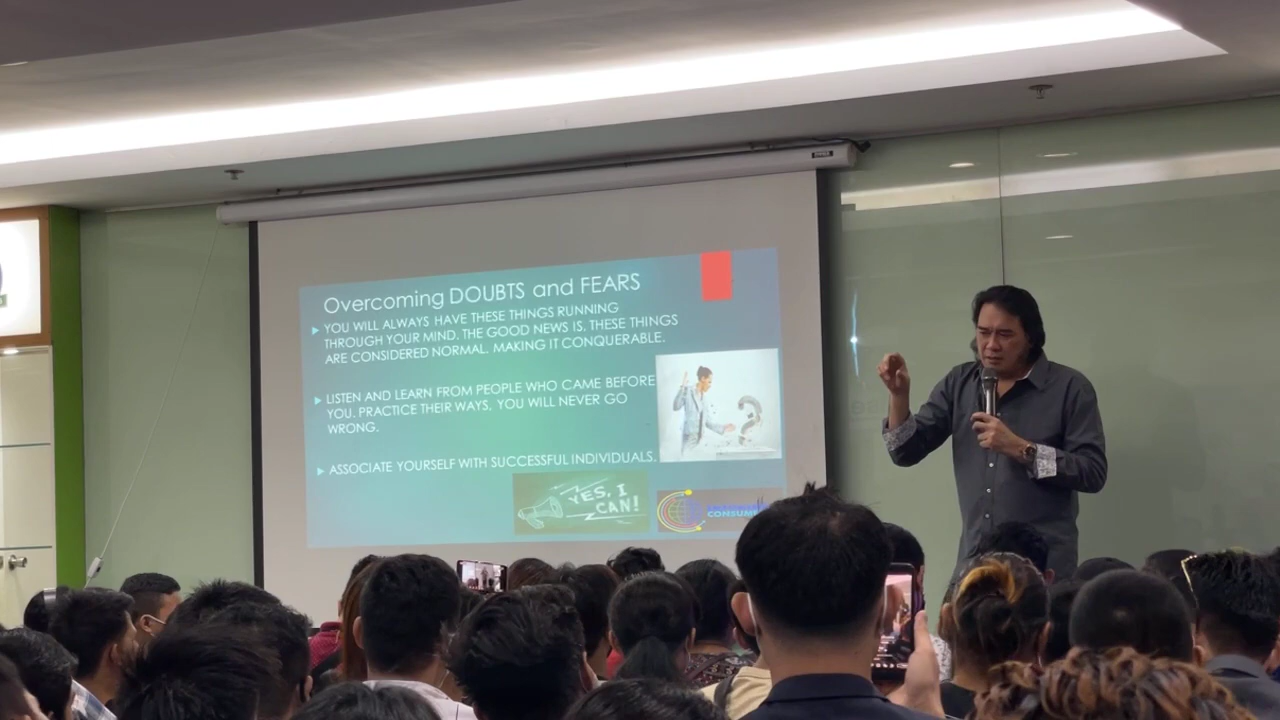 Overcoming DOUBTS and FEARS
YOU WILL ALWAYS HAVE THESE THINGS RUNNING
THROUGH YOUR MIND. THE GOOD NEWS IS, THESE THINGS
ARE CONSIDERED NORMAL. MAKING IT CONQUERABLE.
LISTEN AND LEARN FROM PEOPLE WHO CAME BEFORE
YOU. PRACTICE THEIR WAYS. YOU WILL NEVER GO
WRONG.
ASSOCIATE YOURSELF WITH SUCCESSFUL INDIVIDUALS.
YES, I
CAN!